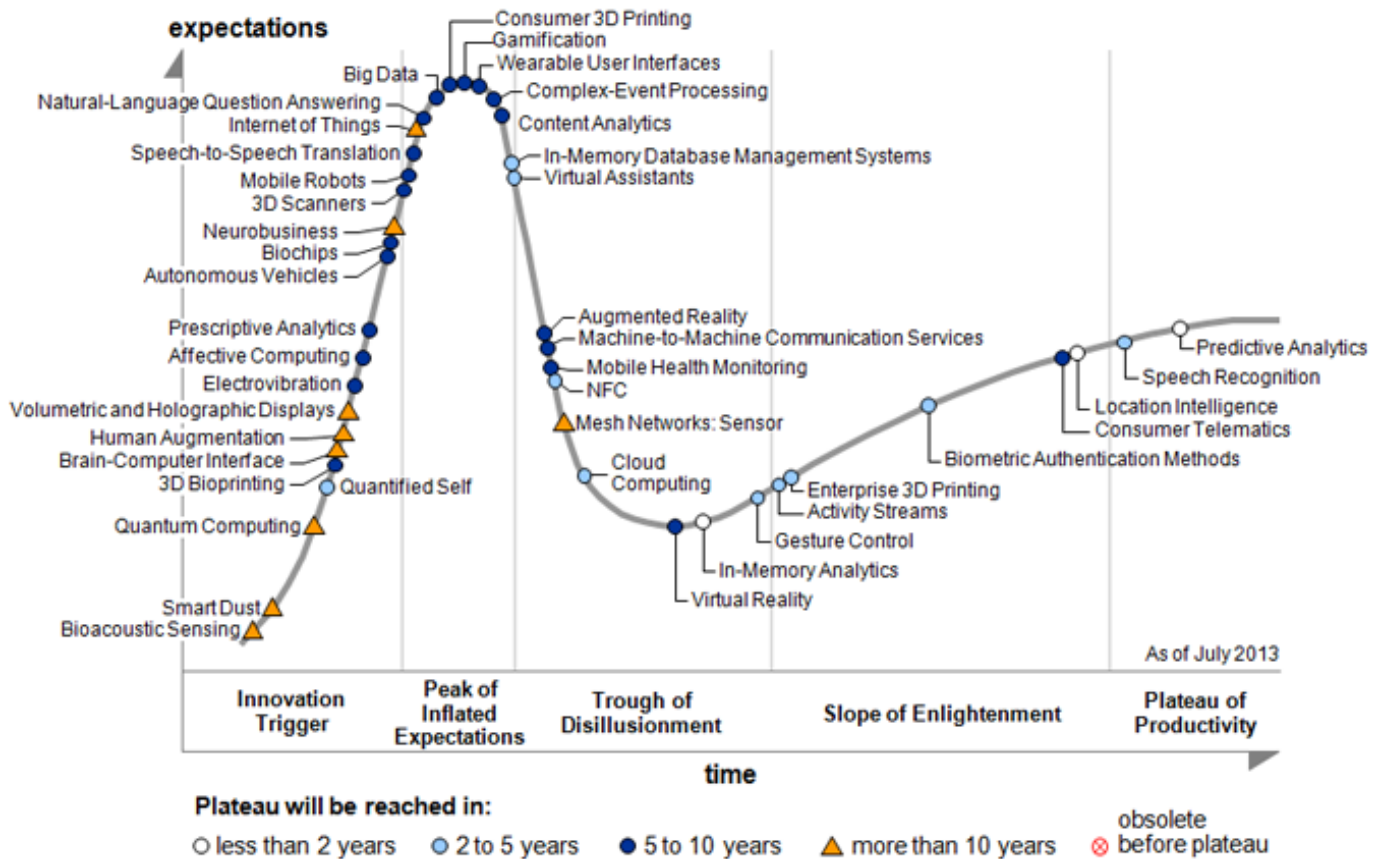 expectations
Consumer 3D Printing
Gamification
Wearable User Interfaces
Big Data
Complex-Event Processing
Natural-Language Question Answering
Content Analytics
Internet of Things
Speech-to-Speech Translation
In-Memory Database Management Systems
Virtual Assistants
Mobile Robots
3D Scanners
Neurobusiness
Biochips
Autonomous Vehicles
Augmented Reality
Prescriptive Analytics
Machine-to-Machine Communication Services
Predictive Analytics
Affective Computing
Mobile Health Monitoring
Speech Recognition
Electrovibration
NFC
Volumetric and Holographic Displays
Location Intelligence
Mesh Networks: Sensor
Consumer Telematics
Human Augmentation
Brain-Computer Interface
Biometric Authentication Methods
3D Bioprinting
Cloud
Computing
Quantified Self
Enterprise 3D Printing
Activity Streams
Quantum Computing
Gesture Control
In-Memory Analytics
Virtual Reality
Smart Dust
Bioacoustic Sensing
As of July 2013
Innovation
Trigger
Peak of
Inflated
Expectations
Trough of
Disillusionment
Slope of Enlightenment
Plateau of
Productivity
time
Plateau will be reached in:
less than 2 years
2 to 5 years
5 to 10 years
more than 10 years
obsolete
before plateau